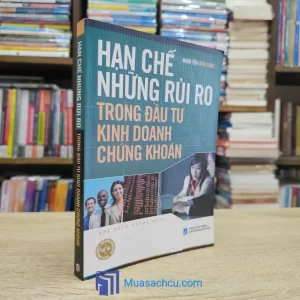 HẠN CHẾ
NHỮNG RỦI RO
TRONG ĐẦU TƯ
KINH DOANH
CHỨNG KHOÁN
HẠN CHẾ NHỮNG RỦI RO
TRONG ĐẦU TƯ KINH DOANH CHỨNG KHOÁN
Muasachcu.com